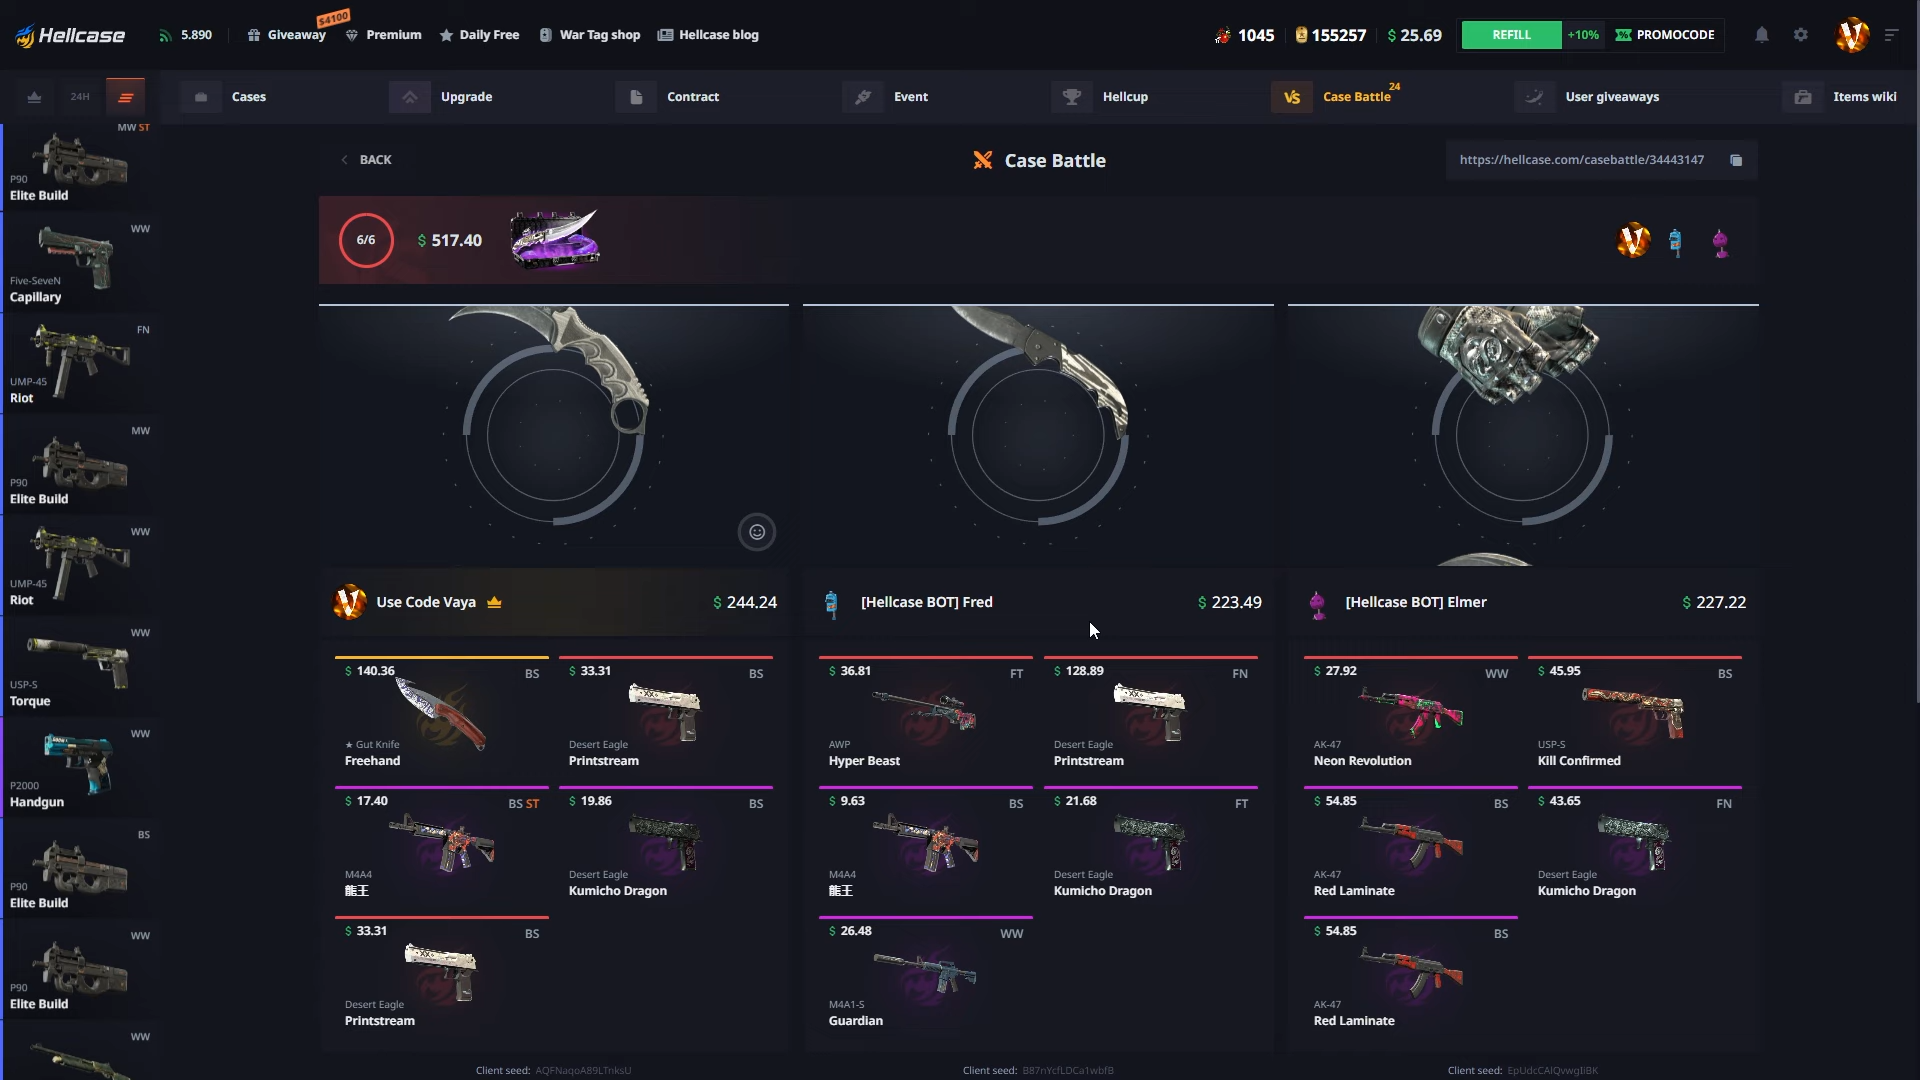 Hellcase
5.890
Giveaway
$4100
Premium
Daily Free
War Tag shop
Hellcase blog
1045
155257
$ 25.69
REFILL
+10%
PROMOCODE
24H
Cases
Upgrade
Contract
Event
Hellcup
VS
Case Battle
24
User giveaways
Items wiki
MW ST
P90
Elite Build
WW
Five-SeveN
Capillary
FN
UMP-45
Riot
MW
P90
Elite Build
WW
UMP-45
Riot
WW
USP-S
Torque
WW
P2000
Handgun
BS
P90
Elite Build
WW
P90
Elite Build
WW
BACK
Case Battle
https://hellcase.com/casebattle/34443147
6/6
$ 517.40
Use Code Vaya
$ 244.24
$ 140.36
BS
★ Gut Knife
Freehand
$ 33.31
BS
Desert Eagle
Printstream
$ 17.40
BS ST
M4A4
龍王
$ 19.86
BS
Desert Eagle
Kumicho Dragon
$ 33.31
BS
Desert Eagle
Printstream
[Hellcase BOT] Fred
$ 223.49
$ 36.81
FT
AWP
Hyper Beast
$ 128.89
FN
Desert Eagle
Printstream
$ 9.63
BS
M4A4
龍王
$ 21.68
FT
Desert Eagle
Kumicho Dragon
$ 26.48
WW
M4A1-S
Guardian
[Hellcase BOT] Elmer
$ 227.22
$ 27.92
WW
AK-47
Neon Revolution
$ 45.95
BS
USP-S
Kill Confirmed
$ 54.85
BS
AK-47
Red Laminate
$ 43.65
FN
Desert Eagle
Kumicho Dragon
$ 54.85
BS
AK-47
Red Laminate
Client seed:
Client seed:
Client seed: